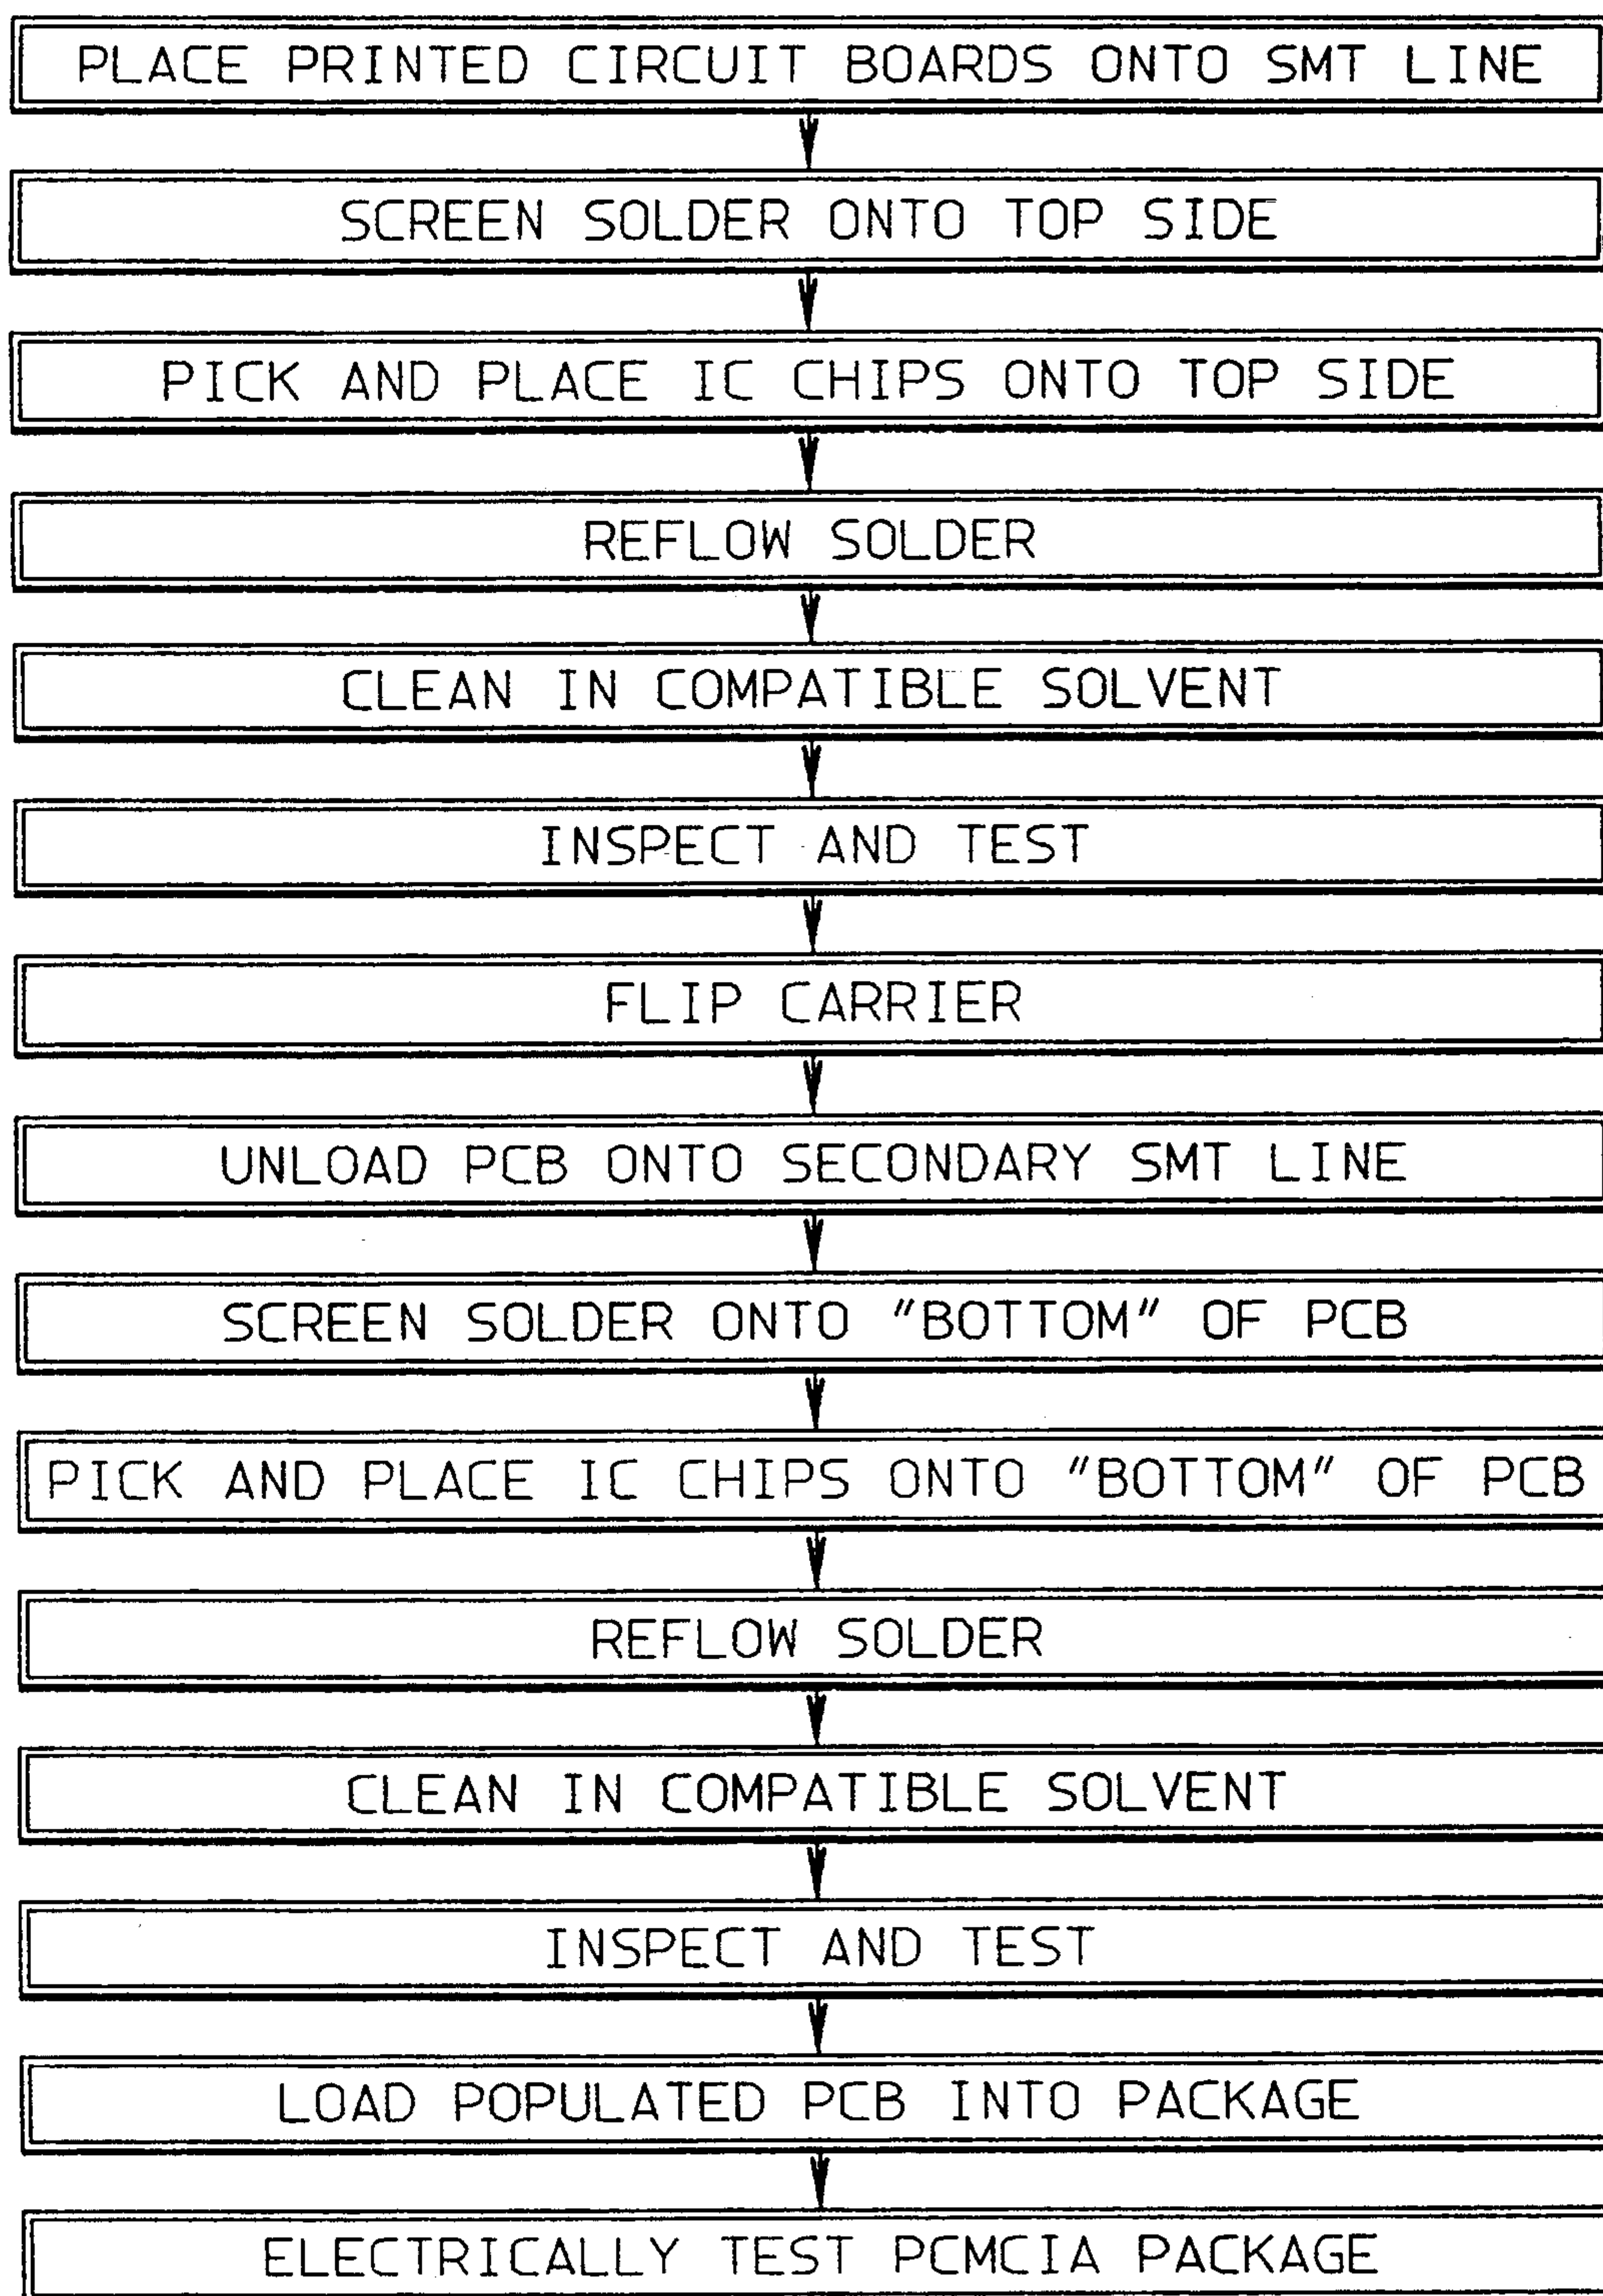 PLACE PRINTED CIRCUIT BOARDS ONTO SMT LINE
SCREEN SOLDER ONTO TOP SIDE
PICK AND PLACE IC CHIPS ONTO TOP SIDE
REFLOW SOLDER
CLEAN IN COMPATIBLE SOLVENT
INSPECT AND TEST
FLIP CARRIER
UNLOAD PCB ONTO SECONDARY SMT LINE
SCREEN SOLDER ONTO "BOTTOM" OF PCB
PICK AND PLACE IC CHIPS ONTO "BOTTOM" OF PCB
REFLOW SOLDER
CLEAN IN COMPATIBLE SOLVENT
INSPECT AND TEST
LOAD POPULATED PCB INTO PACKAGE
ELECTRICALLY TEST PCMCIA PACKAGE